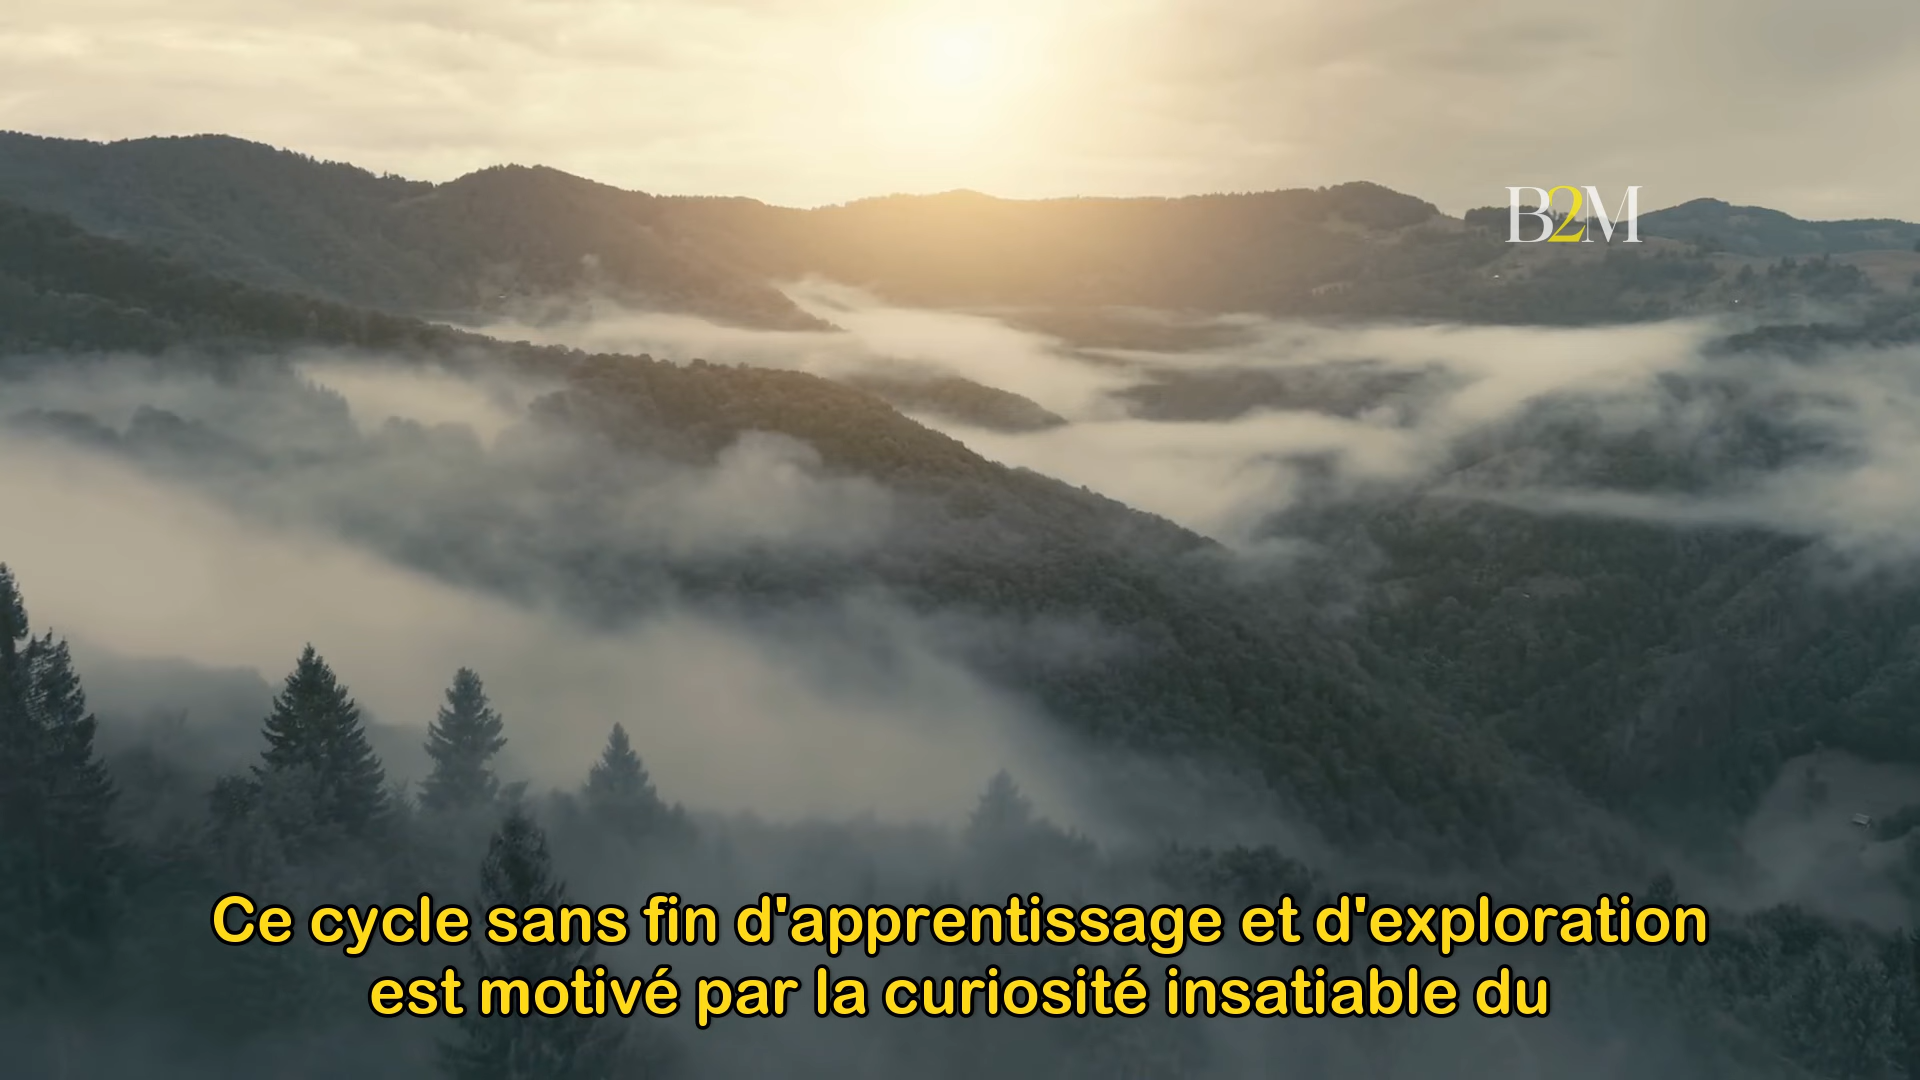 B2M
Ce cycle sans fin d'apprentissage et d'exploration
est motivé par la curiosité insatiable du